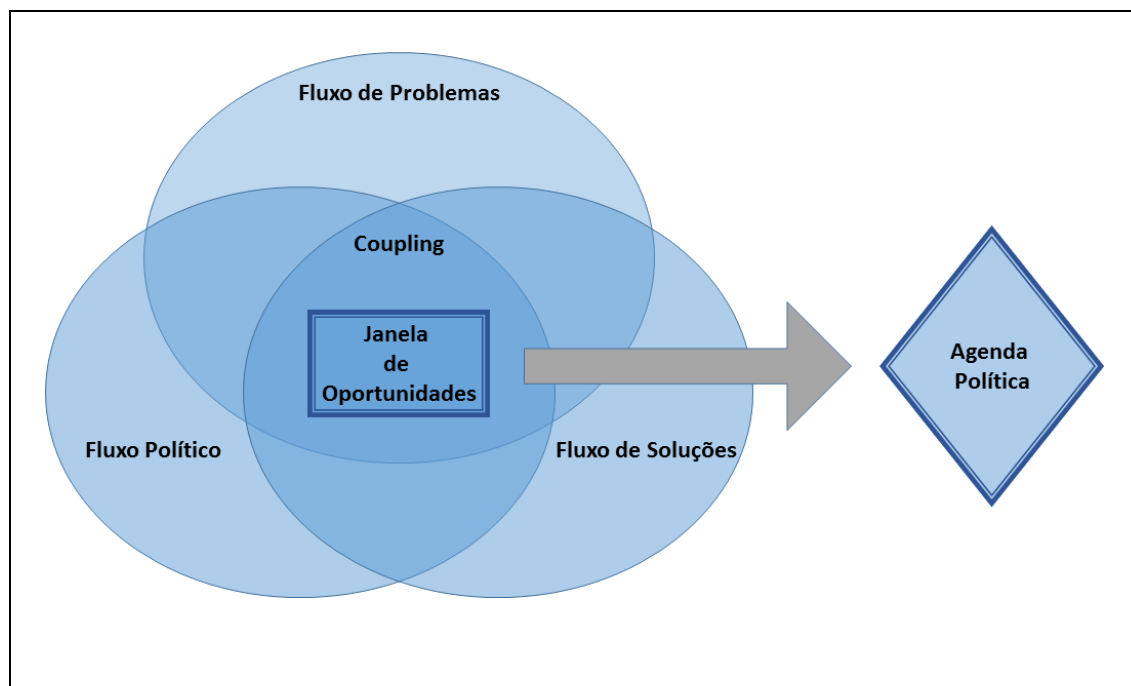 Fluxo de Problemas
Coupling
Janela
de
Oportunidades
Fluxo Político
Fluxo de Soluções
Agenda
Política